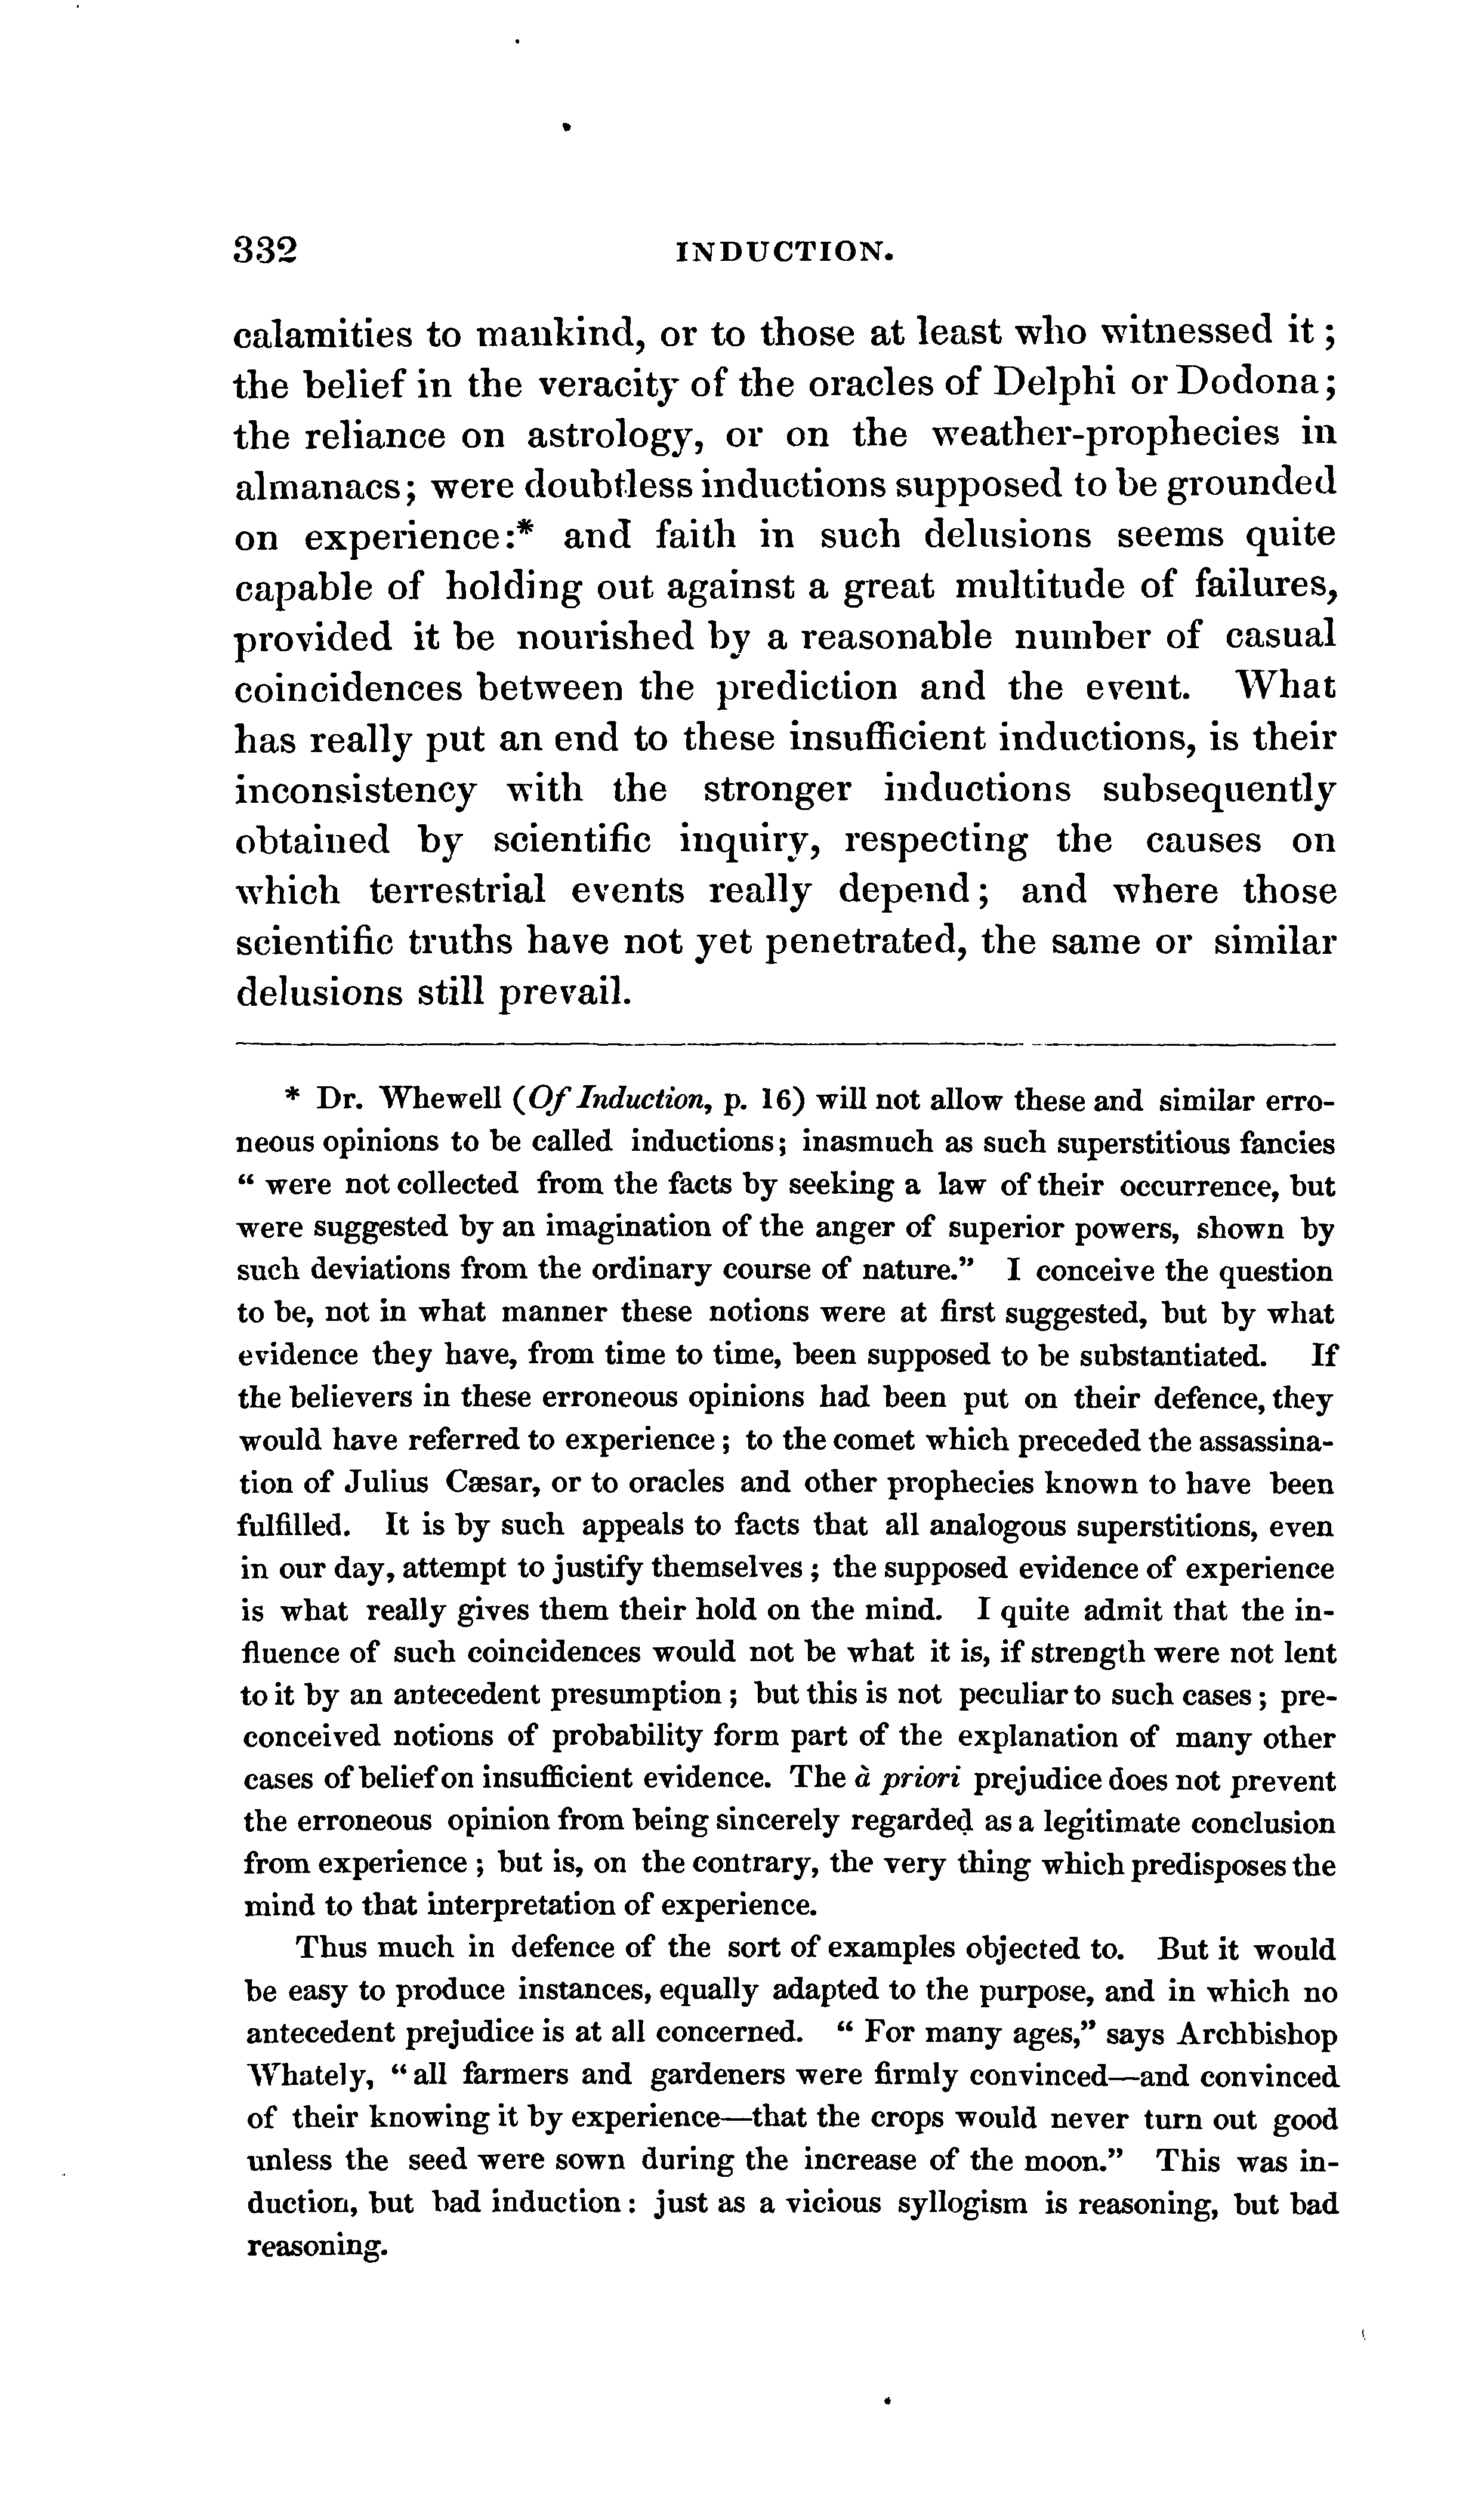 332 INDUCTION.
calamities to mankind, or to those at least who witnessed it ;
the belief in the veracity of the oracles of Delphi or Dodona;
the reliance on astrology, or on the weather-prophecies in
almanacs; were doubtless inductions supposed to be grounded
on experience:* and faith in such delusions seems quite
capable of holding out against a great multitude of failures,
provided it be nourished by a reasonable number of casual
coincidences between the prediction and the event. What
has really put an end to these insufficient inductions, is their
inconsistency with the stronger inductions subsequently
obtained by scientific inquiry, respecting the causes on
which terrestrial events really depend; and where those
scientific truths have not yet penetrated, the same or similar
delusions still prevail.
* Dr. Whewell (Of Induction, p. 16) will not allow these and similar erro-
neous opinions to be called inductions; inasmuch as such superstitious fancies
“ were not collected from the facts by seeking a law of their occurrence, but
were suggested by an imagination of the anger of superior powers, shown by
such deviations from the ordinary course of nature.” I conceive the question
to be, not in what manner these notions were at first suggested, but by what
evidence they have, from time to time, been supposed to be substantiated. If
the believers in these erroneous opinions had been put on their defence, they
would have referred to experience ; to the comet which preceded the assassina-
tion of Julius Cæsar, or to oracles and other prophecies known to have been
fulfilled. It is by such appeals to facts that all analogous superstitions, even
in our day, attempt to justify themselves ; the supposed evidence of experience
is what really gives them their hold on the mind. I quite admit that the in-
fluence of such coincidences would not be what it is, if strength were not lent
to it by an antecedent presumption ; but this is not peculiar to such cases ; pre-
conceived notions of probability form part of the explanation of many other
cases of belief on insufficient evidence. The à priori prejudice does not prevent
the erroneous opinion from being sincerely regarded as a legitimate conclusion
from experience ; but is, on the contrary, the very thing which predisposes the
mind to that interpretation of experience.
Thus much in defence of the sort of examples objected to. But it would
be easy to produce instances, equally adapted to the purpose, and in which no
antecedent prejudice is at all concerned. “ For many ages,” says Archbishop
Whately, “ all farmers and gardeners were firmly convinced—and convinced
of their knowing it by experience—that the crops would never turn out good
unless the seed were sown during the increase of the moon.” This was in-
duction, but bad induction : just as a vicious syllogism is reasoning, but bad
reasoning.